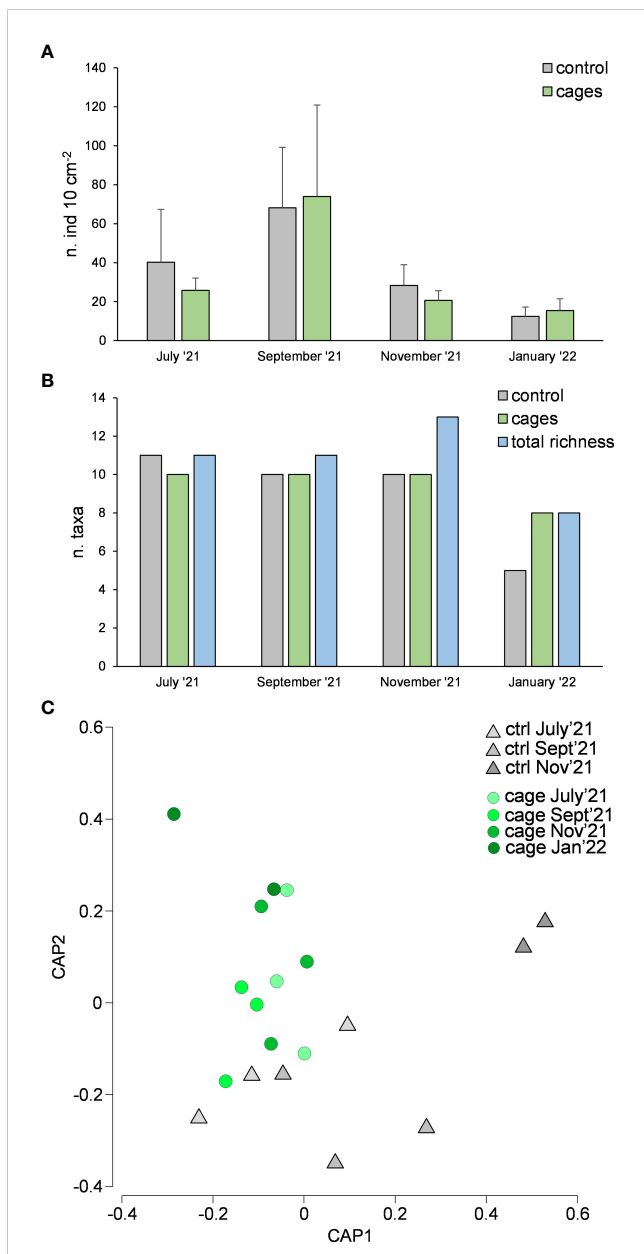 A
control
cages
n. ind 10 cm-2
140
120
100
80
60
40
20
0
July '21
September '21
November '21
January '22
B
control
cages
total richness
n. taxa
14
12
10
8
6
4
2
0
July '21
September '21
November '21
January '22
C
ctrl July’21
ctrl Sept’21
ctrl Nov’21
cage July’21
cage Sept’21
cage Nov’21
cage Jan’22
CAP2
0.6
0.4
0.2
0
-0.2
-0.4
-0.4
-0.2
0
0.2
0.4
0.6
CAP1